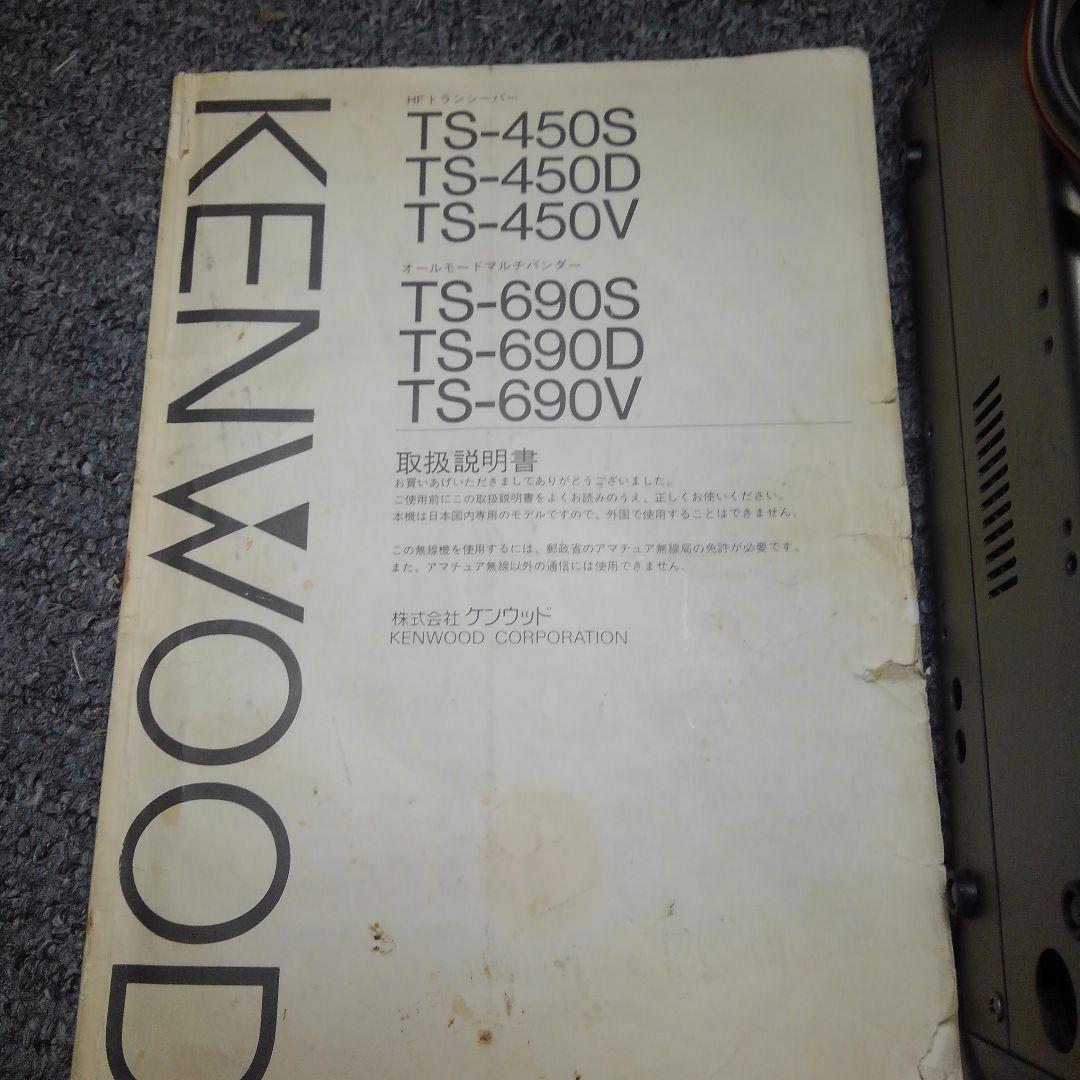 KENWOOD
HFトランシーバー
TS-450S
TS-450D
TS-450V
オールモードマルチバンダー
TS-690S
TS-690D
TS-690V
取扱説明書
お買いあげいただきましてありがとうございました。
ご使用前にこの取扱説明書をよくお読みのうえ、正しくお使いください。
本機は日本国内専用のモデルですので、外国で使用することはできません。
この無線機を使用するには、郵政省のアマチュア無線局の免許が必要です。
また、アマチュア無線以外の通信には使用できません。
株式会社 ケンウッド
KENWOOD CORPORATION